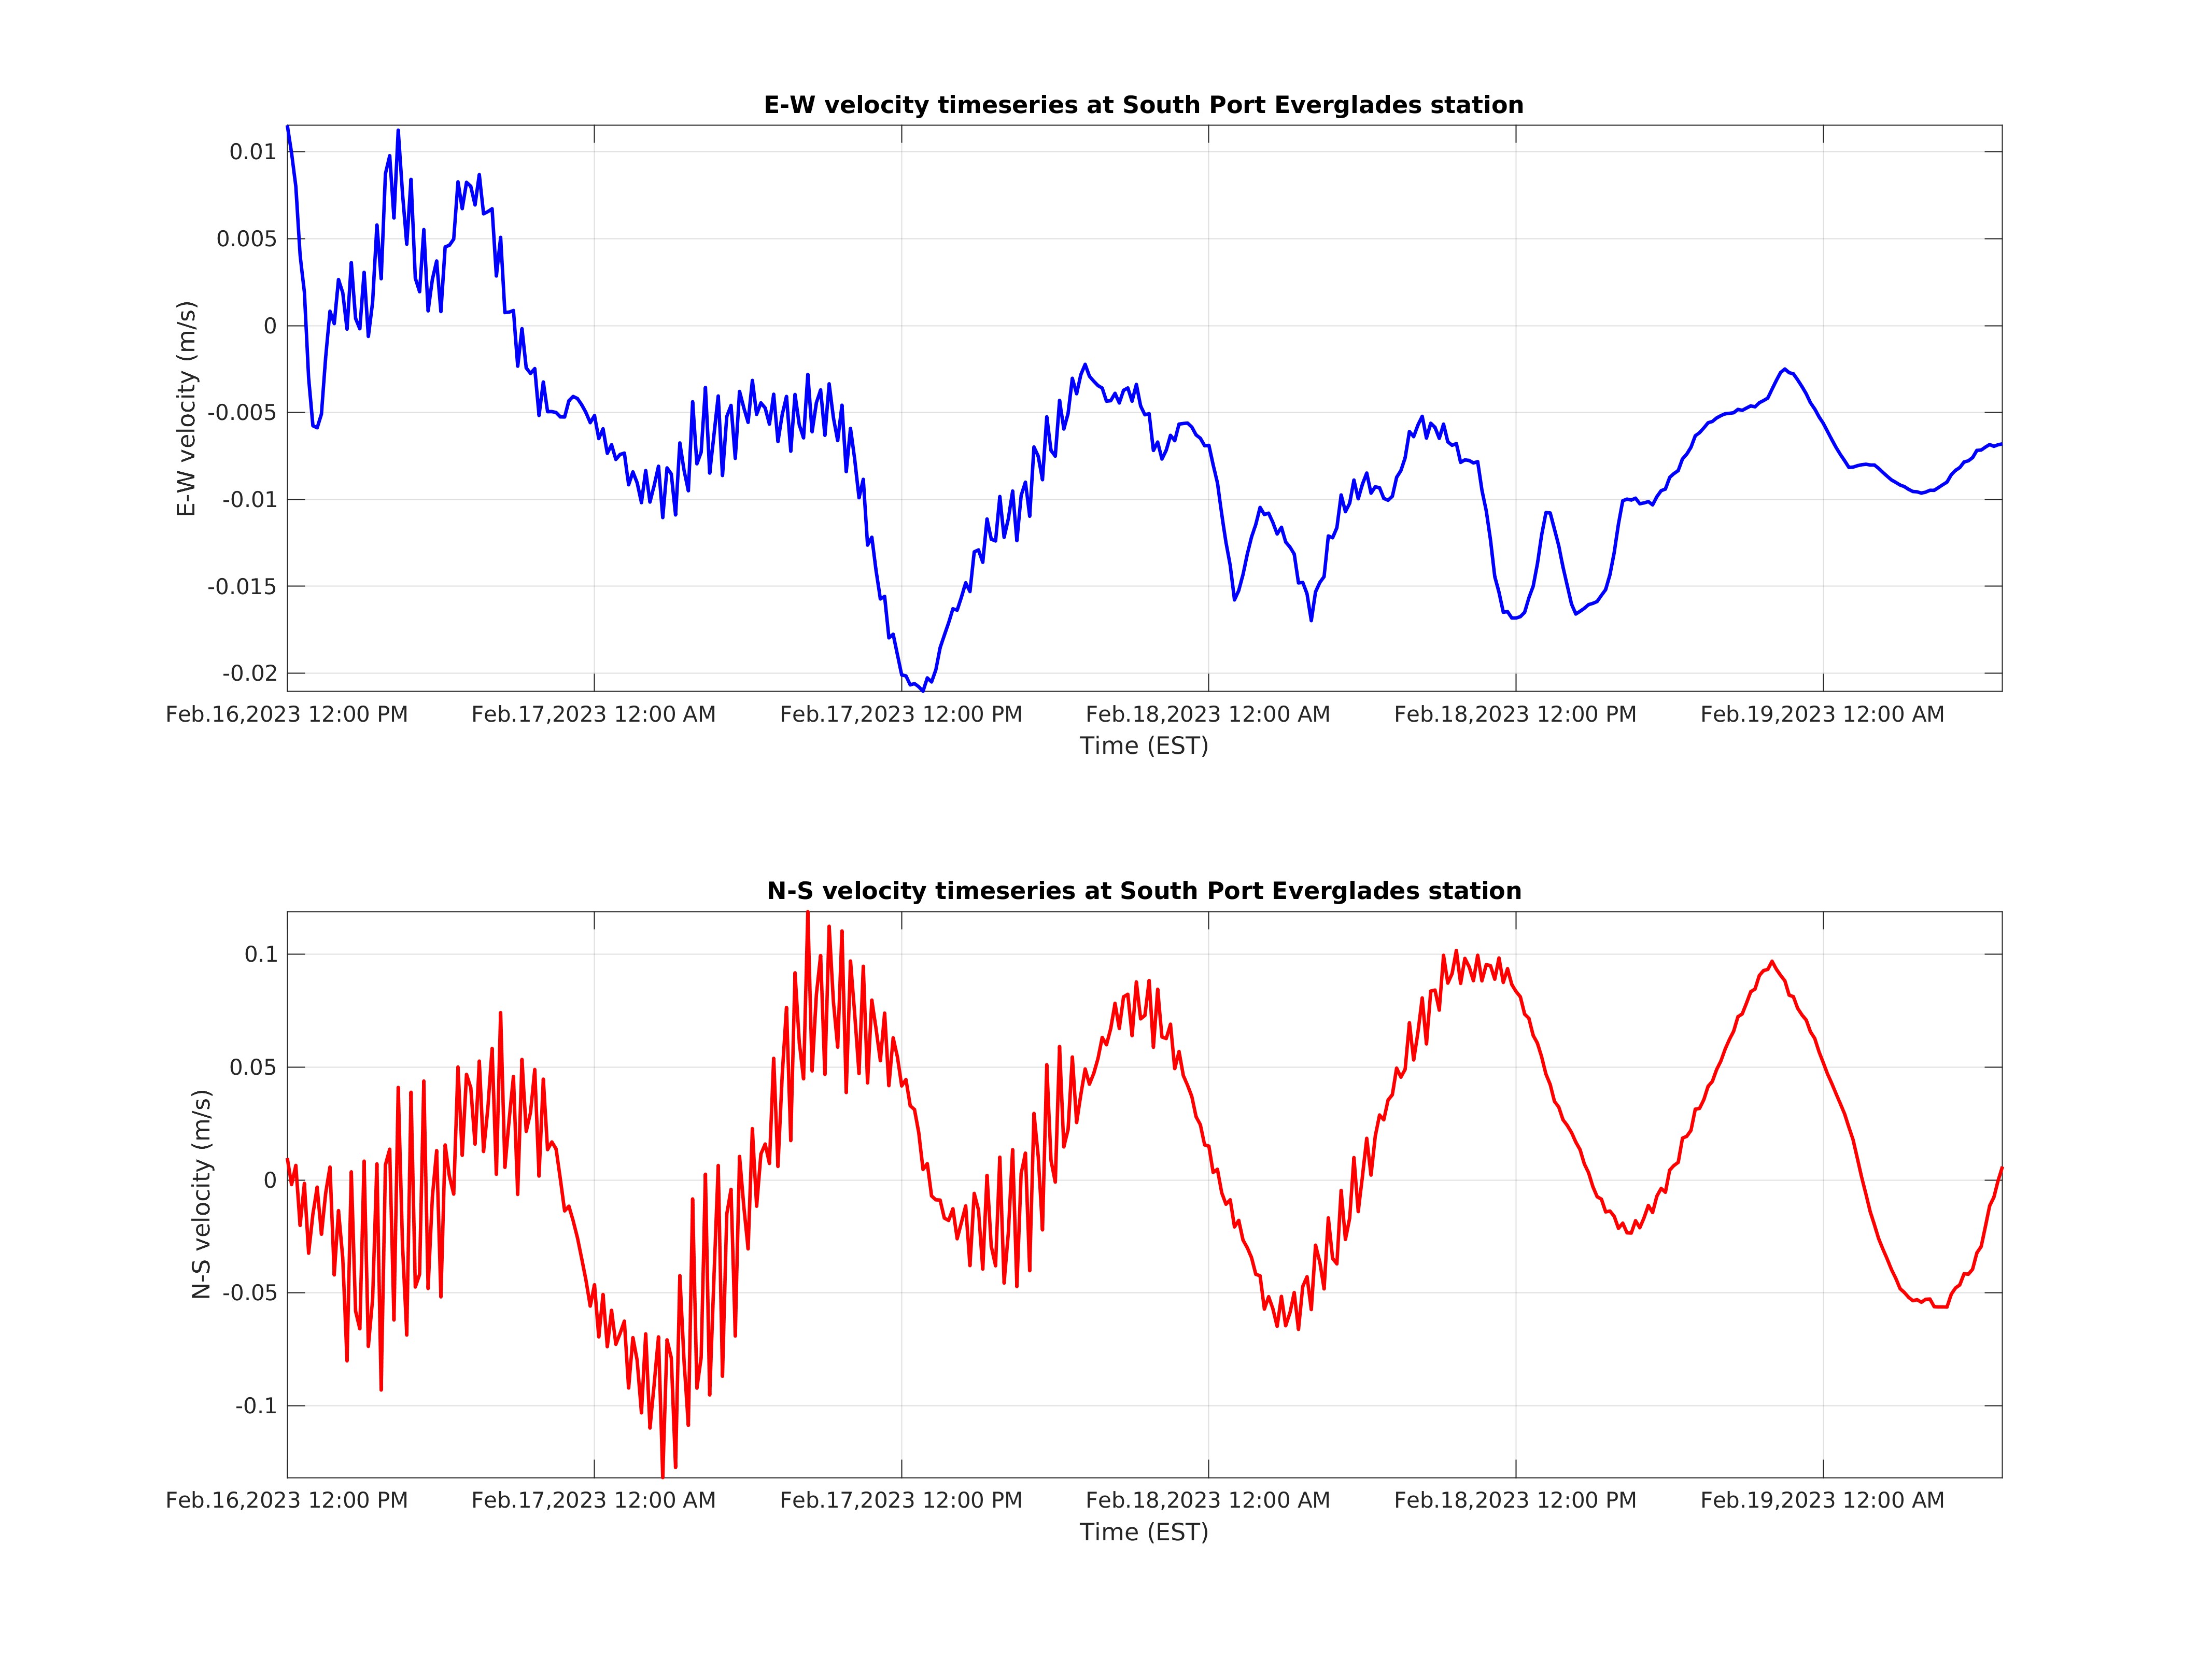 E-W velocity timeseries at South Port Everglades station
0.01
0.005
0
-0.005
-0.01
-0.015
-0.02
E-W velocity (m/s)
Feb.16,2023 12:00 PM Feb.17,2023 12:00 AM Feb.17,2023 12:00 PM Feb.18,2023 12:00 AM Feb.18,2023 12:00 PM Feb.19,2023 12:00 AM
Time (EST)
N-S velocity timeseries at South Port Everglades station
0.1
0.05
0
-0.05
-0.1
N-S velocity (m/s)
Feb.16,2023 12:00 PM Feb.17,2023 12:00 AM Feb.17,2023 12:00 PM Feb.18,2023 12:00 AM Feb.18,2023 12:00 PM Feb.19,2023 12:00 AM
Time (EST)